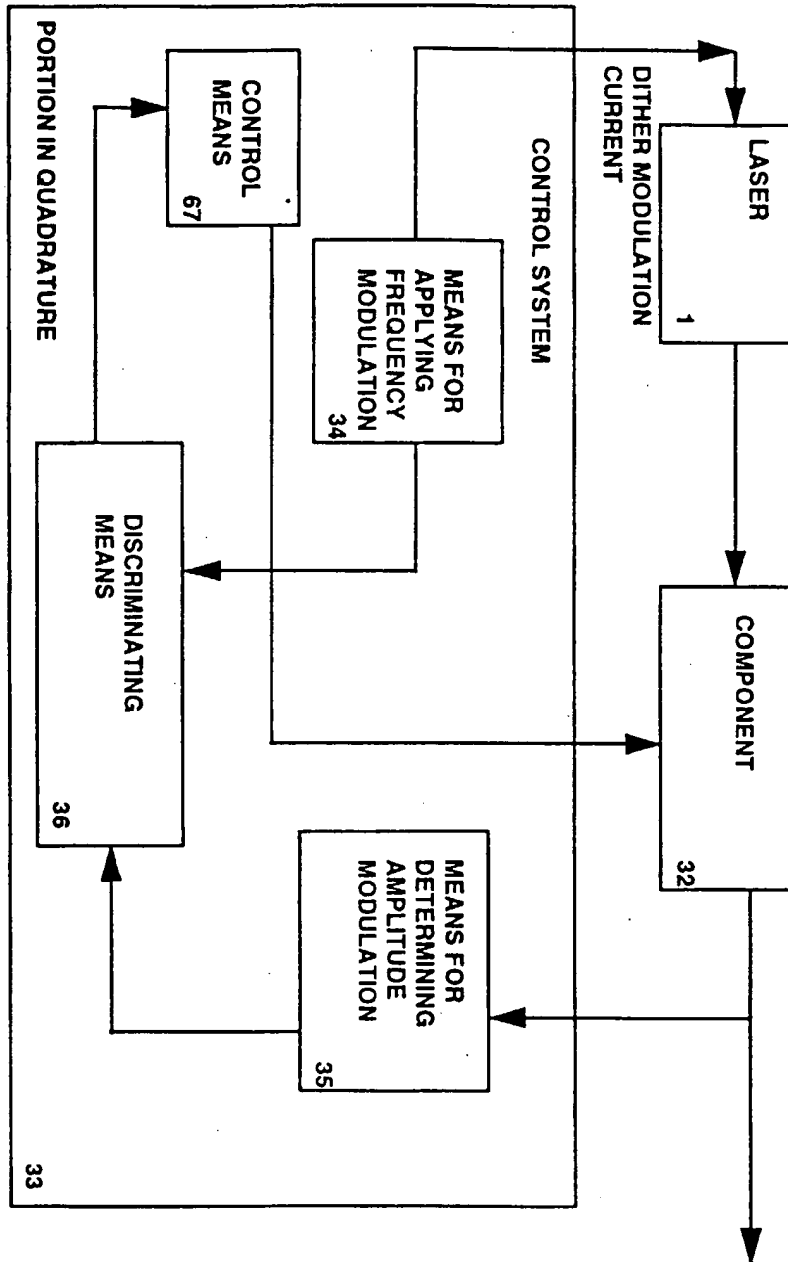 LASER
1
COMPONENT
32
DITHER MODULATION
CURRENT
CONTROL SYSTEM
MEANS FOR
APPLYING
FREQUENCY
MODULATION
34
MEANS FOR
DETERMINING
AMPLITUDE
MODULATION
35
CONTROL
MEANS
67
DISCRIMINATING
MEANS
36
PORTION IN QUADRATURE
33